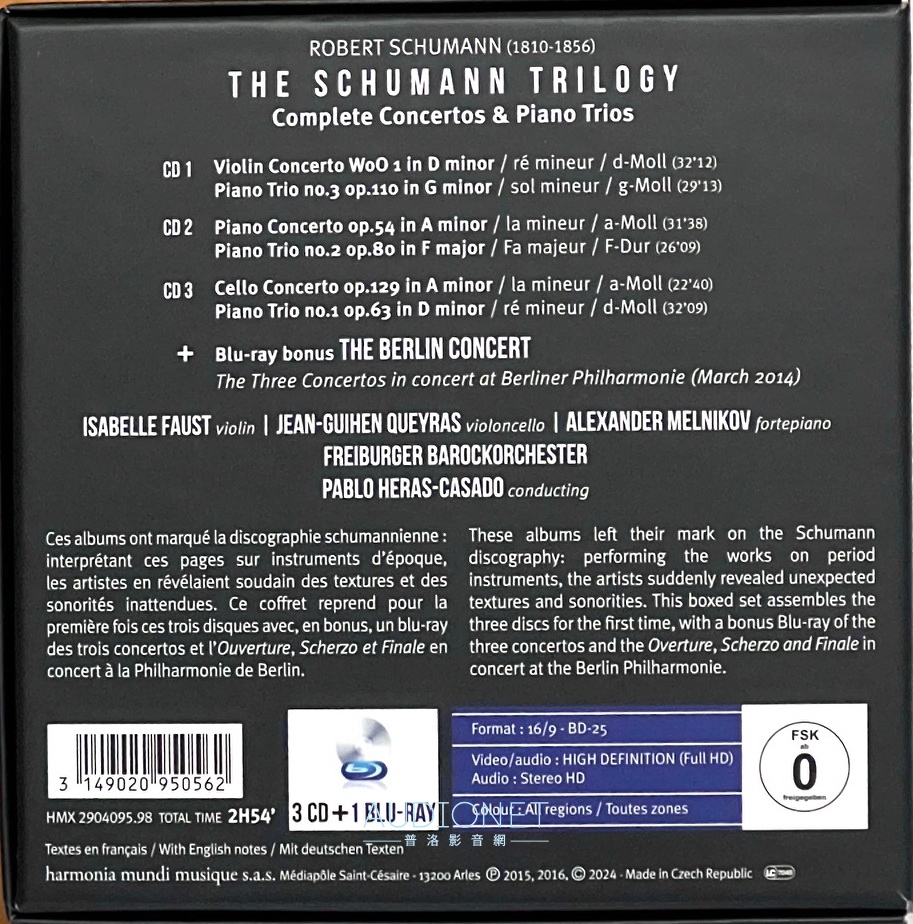 ROBERT SCHUMANN (1810-1856)
THE SCHUMANN TRILOGY
Complete Concertos & Piano Trios
CD 1 Violin Concerto WoO 1 in D minor / ré mineur / d-Moll (32'12)
Piano Trio no.3 op.110 in G minor / sol mineur / g-Moll (29'13)
CD 2 Piano Concerto op.54 in A minor / la mineur / a-Moll (31'38)
Piano Trio no.2 op.80 in F major / Fa majeur / F-Dur (26'09)
CD 3 Cello Concerto op.129 in A minor / la mineur / a-Moll (22'40)
Piano Trio no.1 op.63 in D minor / ré mineur / d-Moll (32'09)
+ Blu-ray bonus THE BERLIN CONCERT
The Three Concertos in concert at Berliner Philharmonie (March 2014)
ISABELLE FAUST violin | JEAN-GUIHEN QUEYRAS violoncello | ALEXANDER MELNIKOV fortepiano
FREIBURGER BAROCKORCHESTER
PABLO HERAS-CASADO conducting
Ces albums ont marqué la discographie schumannienne :
interprétant ces pages sur instruments d'époque,
les artistes en révélaient soudain des textures et des
sonorités inattendues. Ce coffret reprend pour la
première fois ces trois disques avec, en bonus, un blu-ray
des trois concertos et l'Ouverture, Scherzo et Finale en
concert à la Philharmonie de Berlin.
These albums left their mark on the Schumann
discography: performing the works on period
instruments, the artists suddenly revealed unexpected
textures and sonorities. This boxed set assembles the
three discs for the first time, with a bonus Blu-ray of the
three concertos and the Overture, Scherzo and Finale in
concert at the Berlin Philharmonie.
3 149020 950562
HMX 2904095.98 TOTAL TIME 2H54'
3 CD + 1 BLU-RAY
Format : 16/9 - BD-25
Video/audio : HIGH DEFINITION (Full HD)
Audio : Stereo HD
Colour : All regions / Toutes zones
FSK
ab
0
freigegeben
AUDIONET
普洛影音網
Textes en français / With English notes / Mit deutschen Texten
harmonia mundi musique s.a.s. Médiapôle Saint-Césaire - 13200 Arles ℗ 2015, 2016, © 2024 - Made in Czech Republic
LC